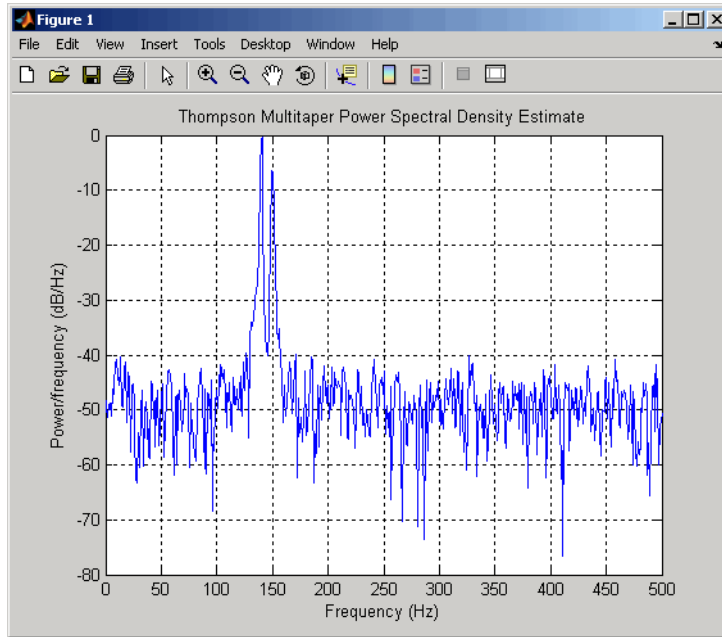 Figure 1
File Edit View Insert Tools Desktop Window Help
Thompson Multitaper Power Spectral Density Estimate
Power/frequency (dB/Hz)
0
-10
-20
-30
-40
-50
-60
-70
-80
0 50 100 150 200 250 300 350 400 450 500
Frequency (Hz)